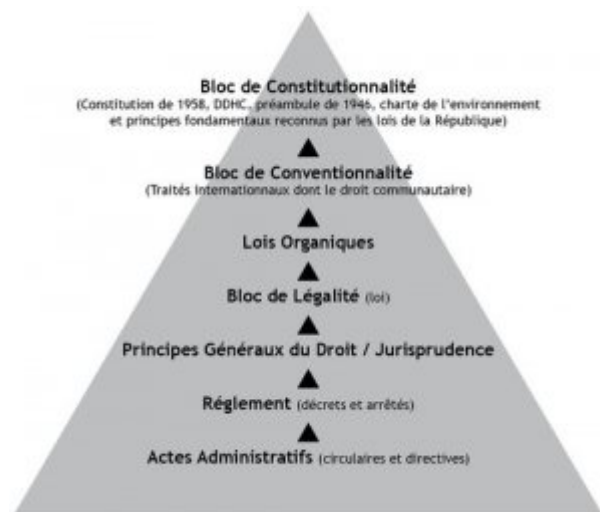 Bloc de Constitutionnalité
(Constitution de 1958, DDHC, préambule de 1946, charte de l'environnement
et principes fondamentaux reconnus par les lois de la République)
Bloc de Conventionnalité
(Traités internationnaux dont le droit communautaire)
Lois Organiques
Bloc de Légalité (loi)
Principes Généraux du Droit / Jurisprudence
Réglement (décrets et arrêtés)
Actes Administratifs (circulaires et directives)